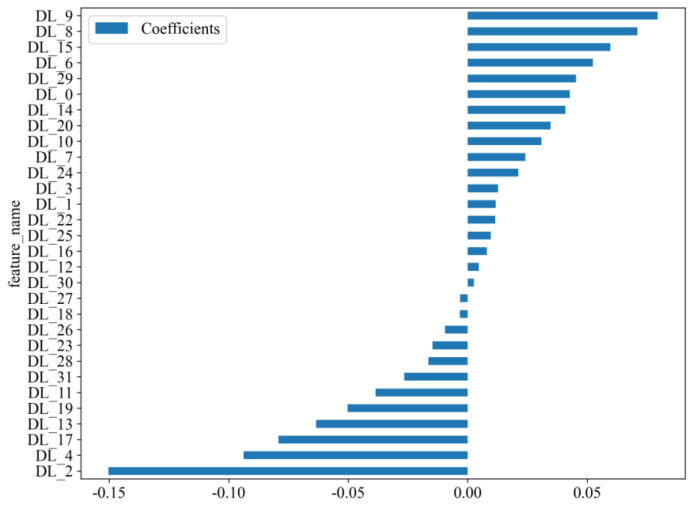 DL_9
Coefficients
DL_8
DL_15
DL_6
DL_29
DL_0
DL_14
DL_20
DL_10
DL_7
DL_24
DL_3
DL_1
DL_22
DL_25
DL_16
DL_12
DL_30
DL_27
DL_18
DL_26
DL_23
DL_28
DL_31
DL_11
DL_19
DL_13
DL_17
DL_4
DL_2
feature_name
-0.15 -0.10 -0.05 0.00 0.05